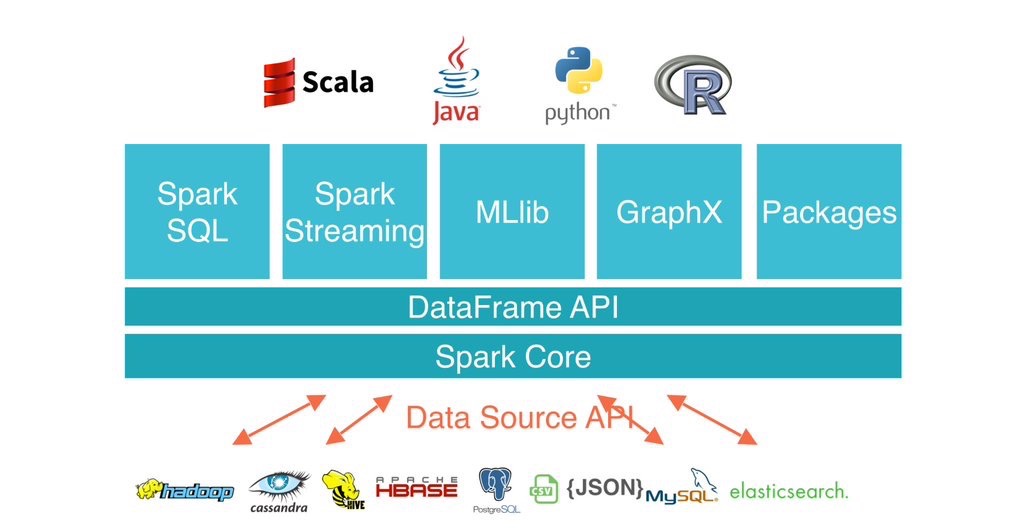 Scala
Java
python™
R
Spark
SQL
Spark
Streaming
MLlib
GraphX
Packages
DataFrame API
Spark Core
Data Source API
hadoop
cassandra
HIVE
APACHE
HBASE
PostgreSQL
CSV
{JSON}
MySQL®
elasticsearch.